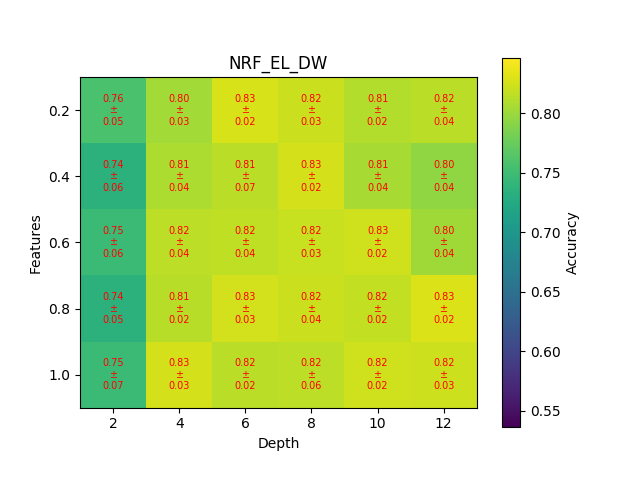 NRF_EL_DW
0.2
0.76 0.80 0.83 0.82 0.81 0.82
± ± ± ± ± ±
0.05 0.03 0.02 0.03 0.02 0.04
0.4
0.74 0.81 0.81 0.83 0.81 0.80
± ± ± ± ± ±
0.06 0.04 0.07 0.02 0.04 0.04
0.6
0.75 0.82 0.82 0.82 0.83 0.80
± ± ± ± ± ±
0.06 0.04 0.04 0.03 0.02 0.04
0.8
0.74 0.81 0.83 0.82 0.82 0.83
± ± ± ± ± ±
0.05 0.02 0.03 0.04 0.02 0.02
1.0
0.75 0.83 0.82 0.82 0.82 0.82
± ± ± ± ± ±
0.07 0.03 0.02 0.06 0.02 0.03
Features
2 4 6 8 10 12
Depth
0.80
0.75
0.70
0.65
0.60
0.55
Accuracy